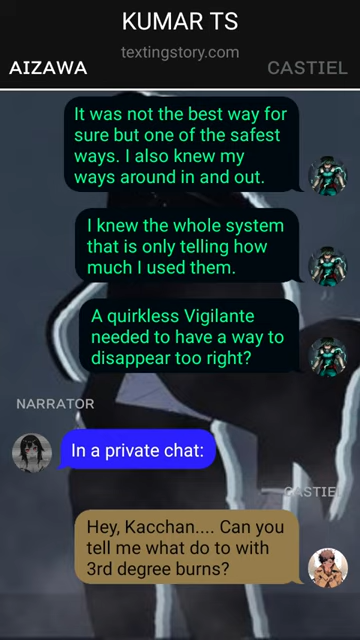 KUMAR TS
textingstory.com
AIZAWA
CASTIEL
It was not the best way for
sure but one of the safest
ways. I also knew my
ways around in and out.
I knew the whole system
that is only telling how
much I used them.
A quirkless Vigilante
needed to have a way to
disappear too right?
NARRATOR
In a private chat:
CASTIEL
Hey, Kacchan.... Can you
tell me what do to with
3rd degree burns?